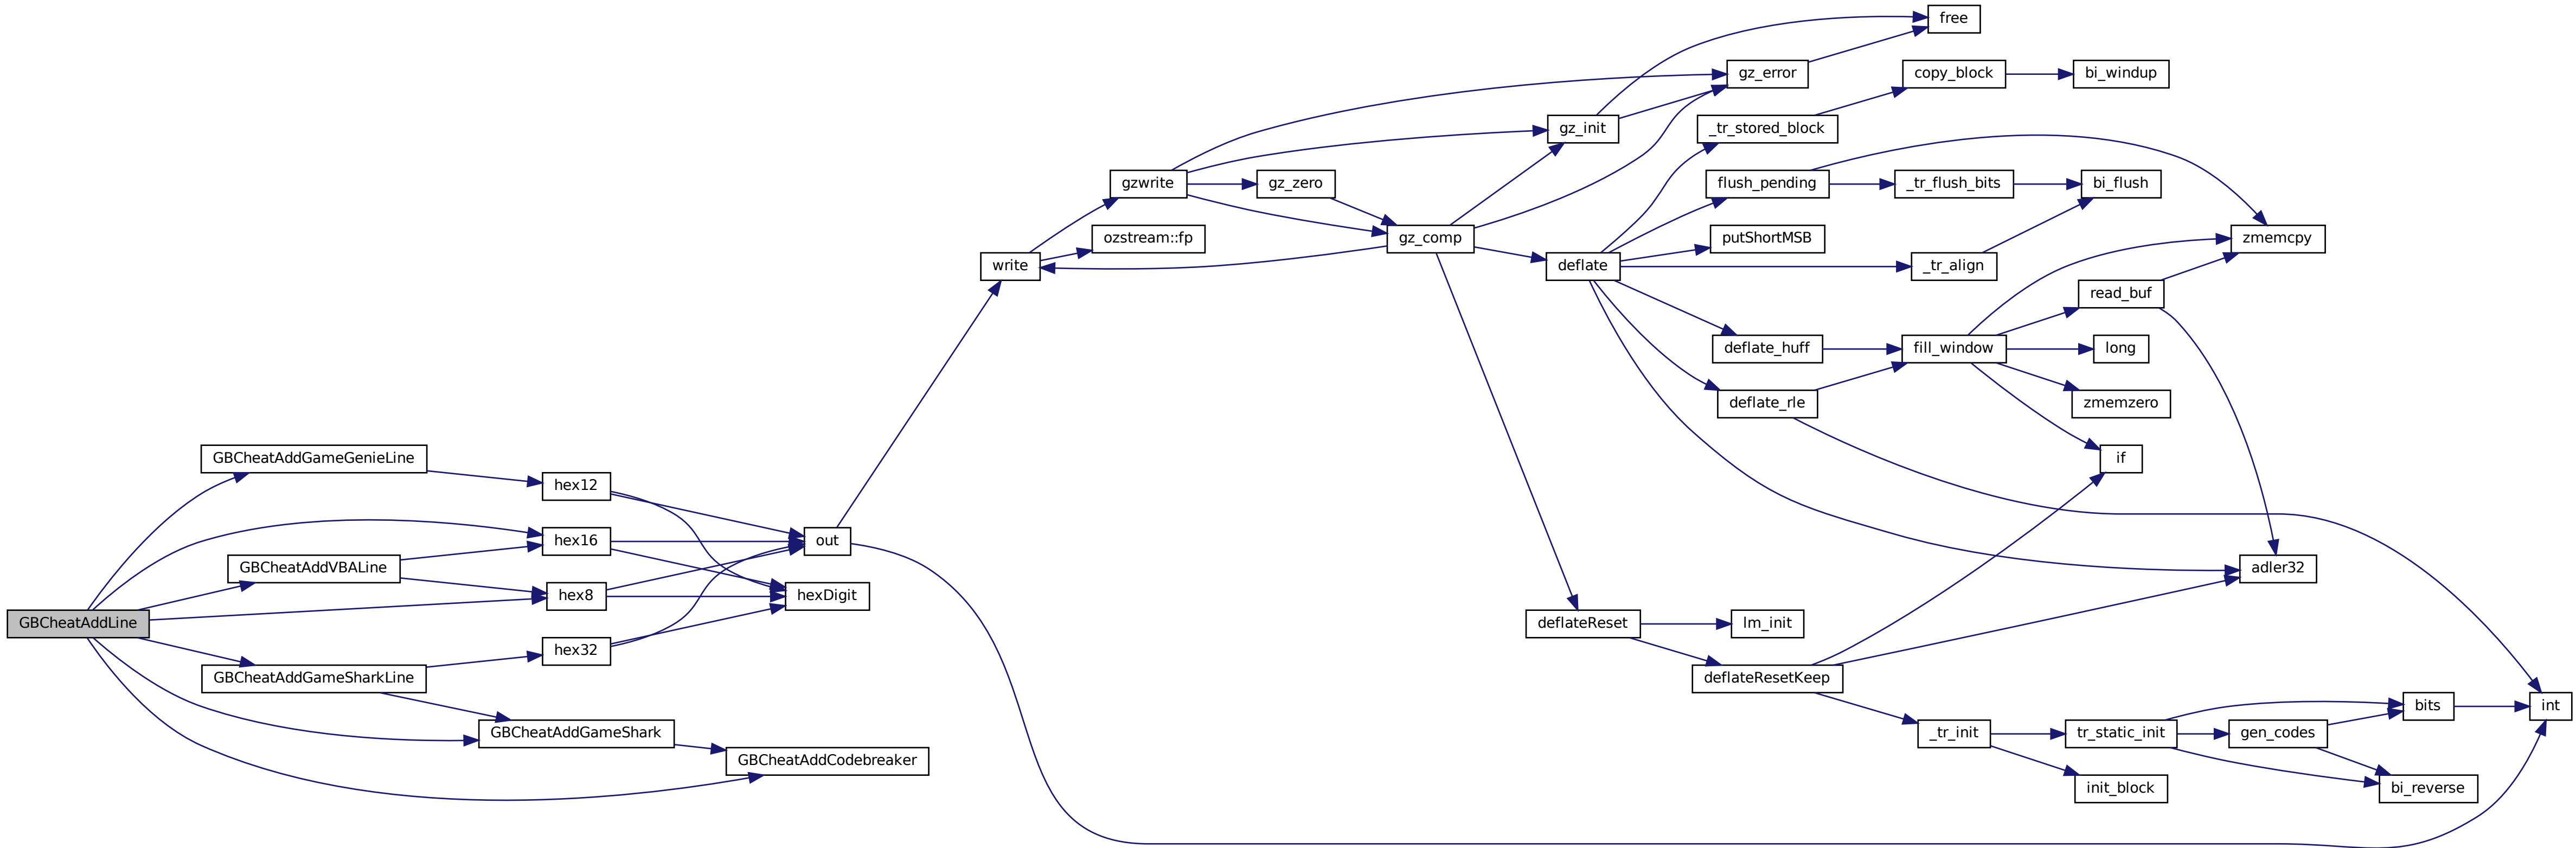 GBCheatAddLine
GBCheatAddGameGenieLine
GBCheatAddVBALine
GBCheatAddGameSharkLine
hex12
hex16
hex8
hex32
GBCheatAddGameShark
GBCheatAddCodebreaker
out
hexDigit
write
gzwrite
ozstream::fp
gz_zero
gz_comp
gz_init
deflate
deflateReset
gz_error
_tr_stored_block
flush_pending
putShortMSB
deflate_huff
deflate_rle
lm_init
deflateResetKeep
free
copy_block
_tr_flush_bits
_tr_align
fill_window
_tr_init
bi_windup
bi_flush
read_buf
long
zmemzero
if
tr_static_init
init_block
zmemcpy
adler32
gen_codes
bits
bi_reverse
int